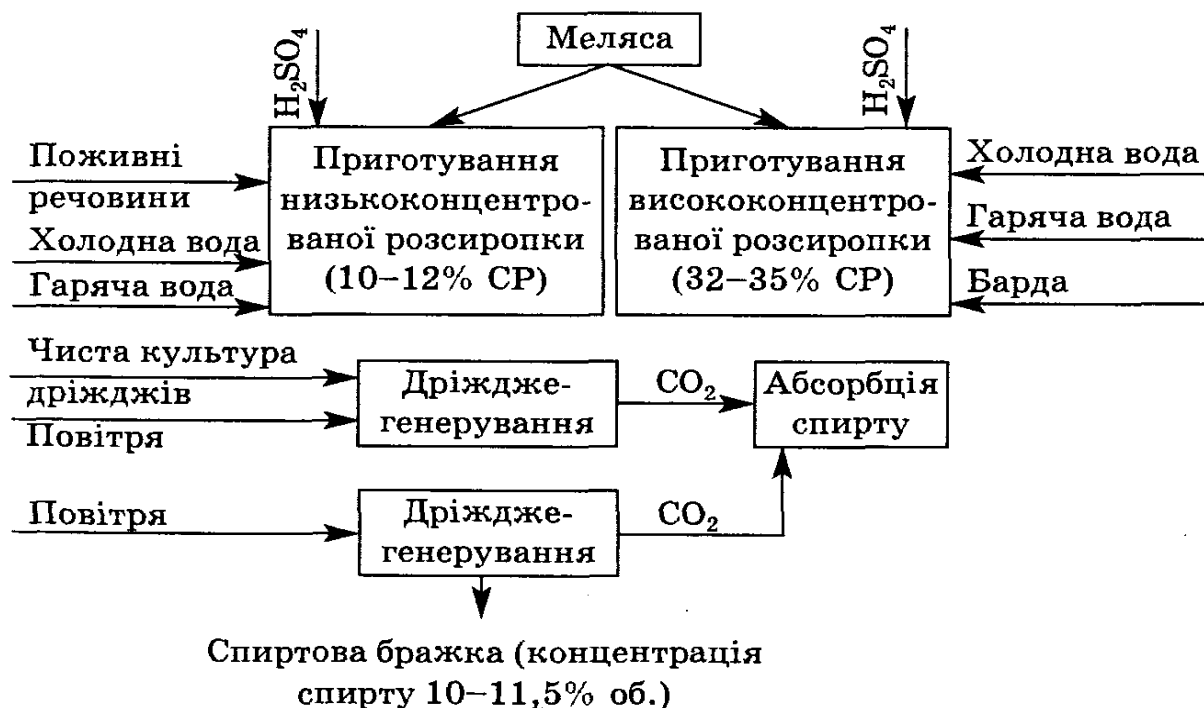 Меляса
H₂SO₄
H₂SO₄
Поживні
речовини
Холодна вода
Гаряча вода
Приготування
низькоконцентро-
ваної розсиропки
(10–12% СР)
Приготування
висококонцентро-
ваної розсиропки
(32–35% СР)
Холодна вода
Гаряча вода
Барда
Чиста культура
дріжджів
Повітря
Дріждже-
генерування
CO₂
Абсорбція
спирту
Повітря
Дріждже-
генерування
CO₂
Спиртова бражка (концентрація
спирту 10–11,5% об.)